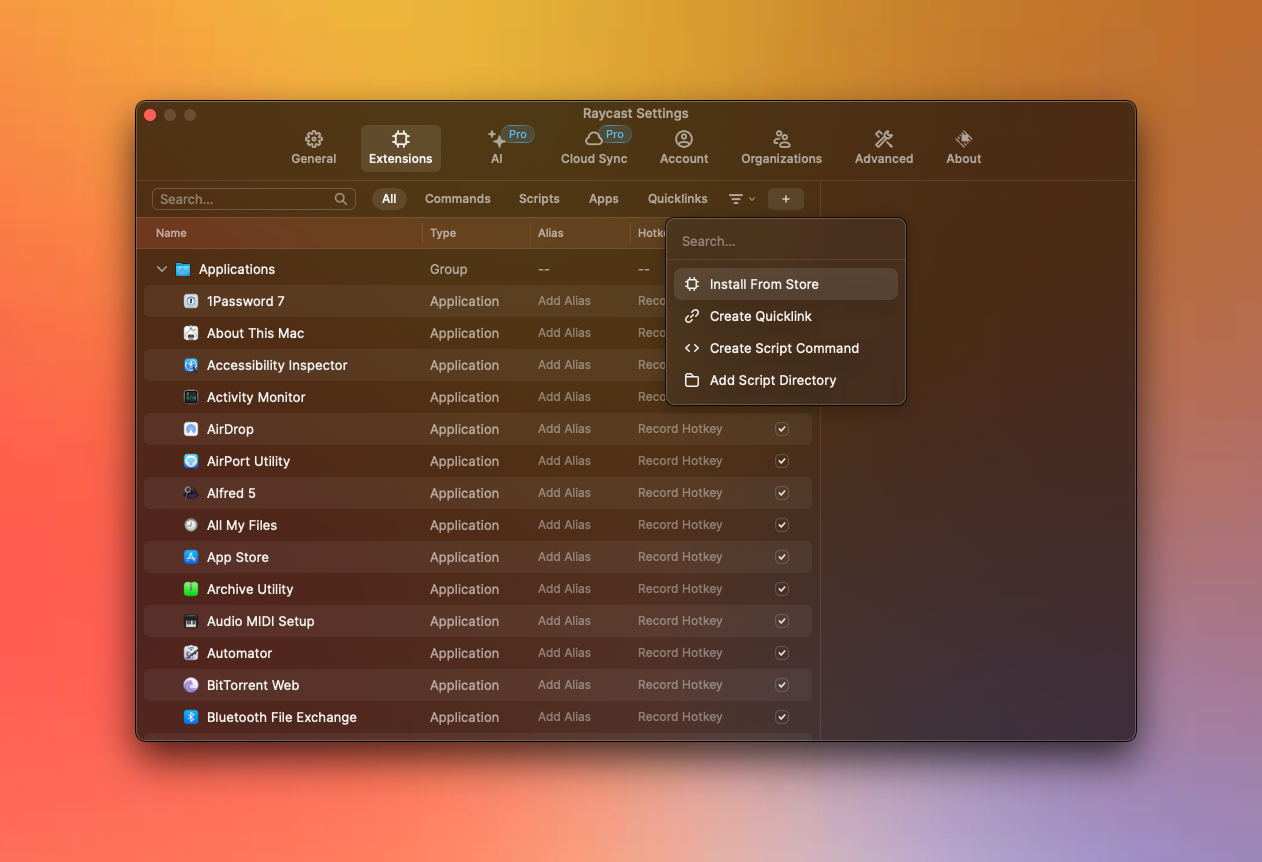 Raycast Settings
General
Extensions
Pro
AI
Pro
Cloud Sync
Account
Organizations
Advanced
About
Search...
All
Commands
Scripts
Apps
Quicklinks
+
Name Type Alias Hotke
Search...
Install From Store
Create Quicklink
Create Script Command
Add Script Directory
Applications Group -- --
1Password 7 Application Add Alias Reco
About This Mac Application Add Alias Reco
Accessibility Inspector Application Add Alias Reco
Activity Monitor Application Add Alias Reco
AirDrop Application Add Alias Record Hotkey
AirPort Utility Application Add Alias Record Hotkey
Alfred 5 Application Add Alias Record Hotkey
All My Files Application Add Alias Record Hotkey
App Store Application Add Alias Record Hotkey
Archive Utility Application Add Alias Record Hotkey
Audio MIDI Setup Application Add Alias Record Hotkey
Automator Application Add Alias Record Hotkey
BitTorrent Web Application Add Alias Record Hotkey
Bluetooth File Exchange Application Add Alias Record Hotkey